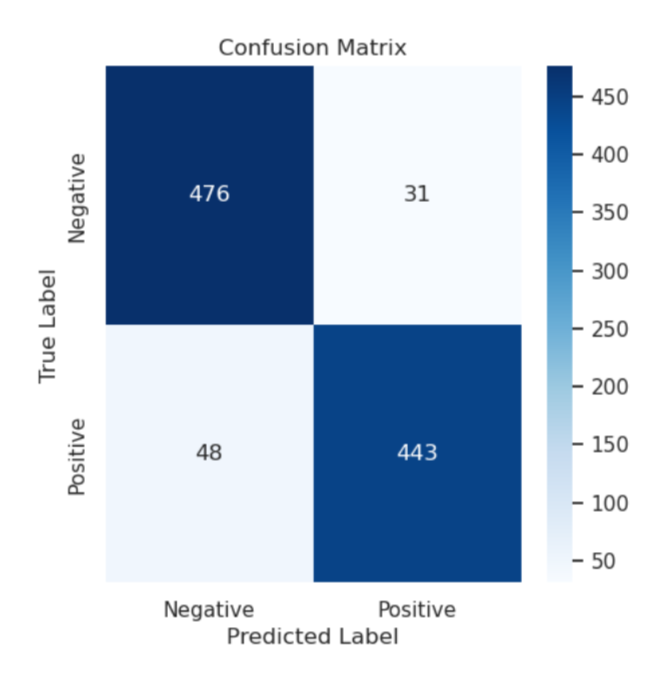 Confusion Matrix
Negative
476
31
450
400
350
300
250
200
150
100
50
True Label
Positive
48
443
Negative
Positive
Predicted Label